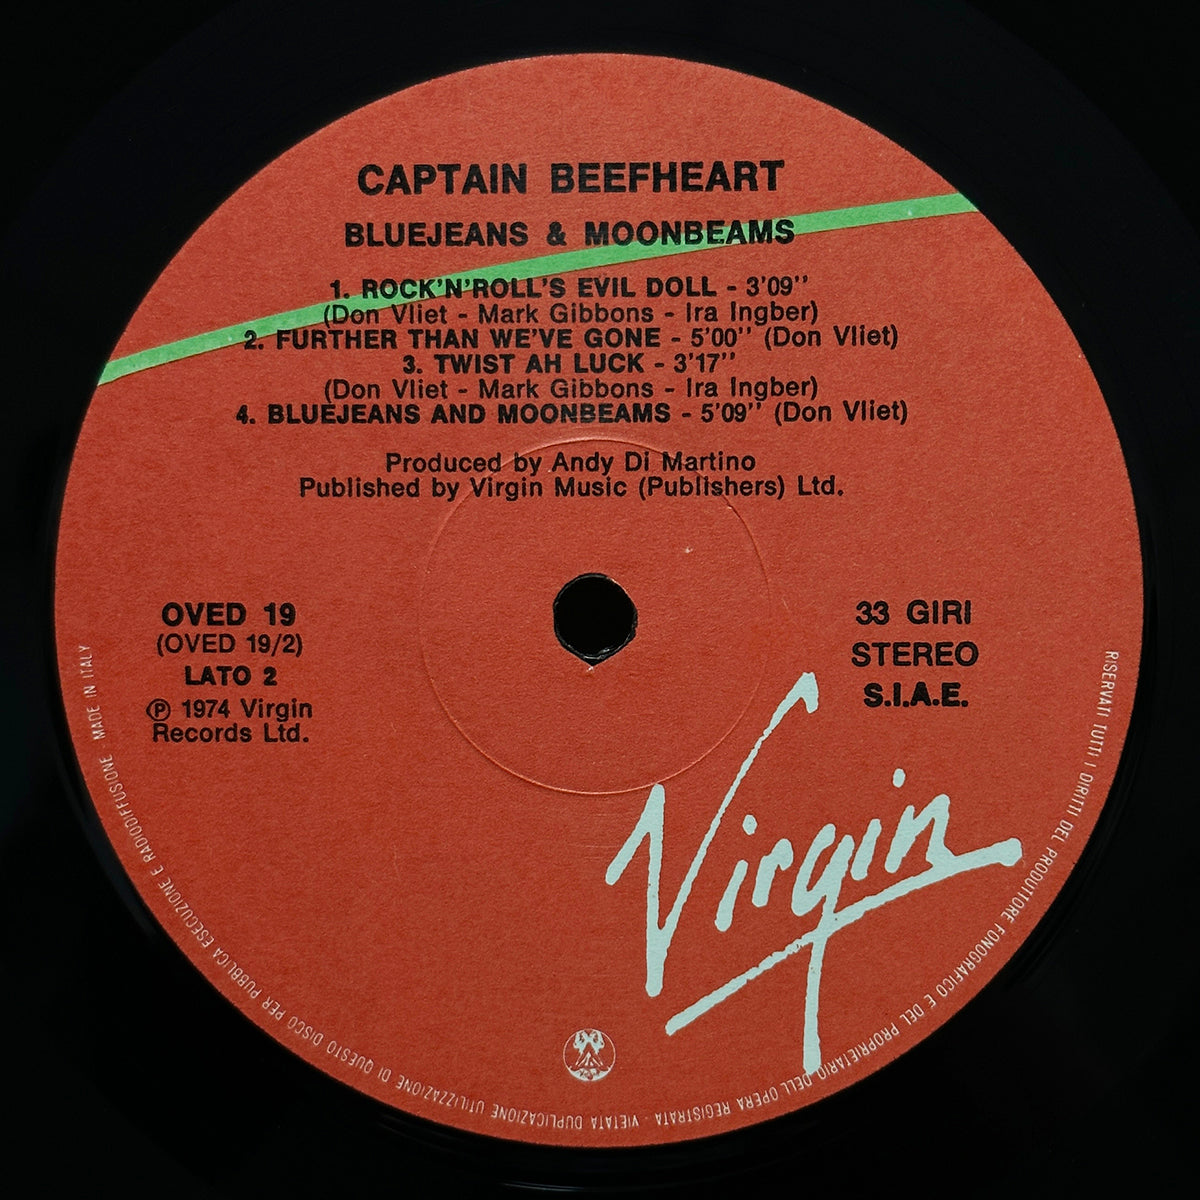 CAPTAIN BEEFHEART
BLUEJEANS & MOONBEAMS
1. ROCK'N'ROLL'S EVIL DOLL - 3'09''
(Don Vliet - Mark Gibbons - Ira Ingber)
2. FURTHER THAN WE'VE GONE - 5'00'' (Don Vliet)
3. TWIST AH LUCK - 3'17''
(Don Vliet - Mark Gibbons - Ira Ingber)
4. BLUEJEANS AND MOONBEAMS - 5'09'' (Don Vliet)
Produced by Andy Di Martino
Published by Virgin Music (Publishers) Ltd.
OVED 19
(OVED 19/2)
LATO 2
℗ 1974 Virgin
Records Ltd.
33 GIRI
STEREO
S.I.A.E.
Virgin
RISERVATI TUTTI I DIRITTI DEL PRODUTTORE FONOGRAFICO E DEL PROPRIETARIO DELL'OPERA REGISTRATA - VIETATA DUPLICAZIONE UTILIZZAZIONE DI QUESTO DISCO PER PUBBLICA ESECUZIONE E RADIODIFFUSIONE - MADE IN ITALY